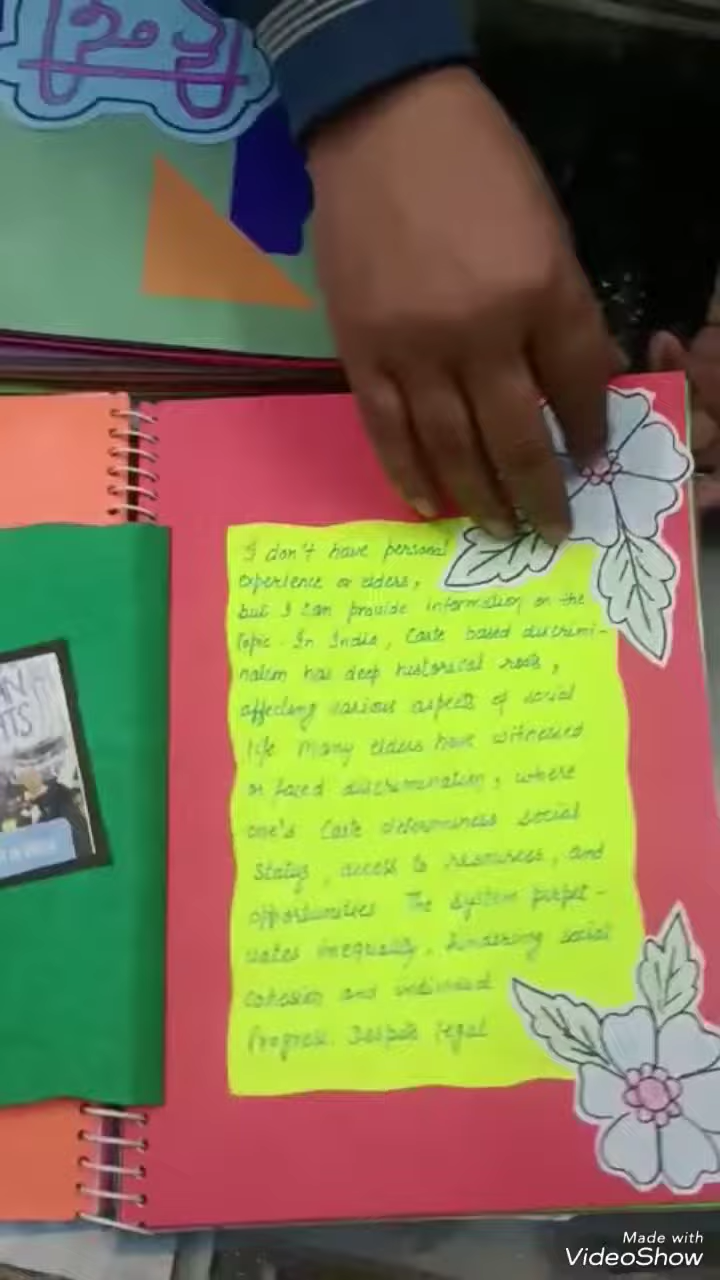 I don't have personal
experience or elders,
but I can provide information on the
topic. In India, Caste based discrimi-
nation has deep historical roots,
affecting various aspects of social
life. Many elders have witnessed
or faced discrimination, where
one's Caste determiness social
status, access to resources, and
opportunities. The system perpet-
uates inequality, hindering social
cohesion and individual
Progress. Despite legal
Made with
VideoShow